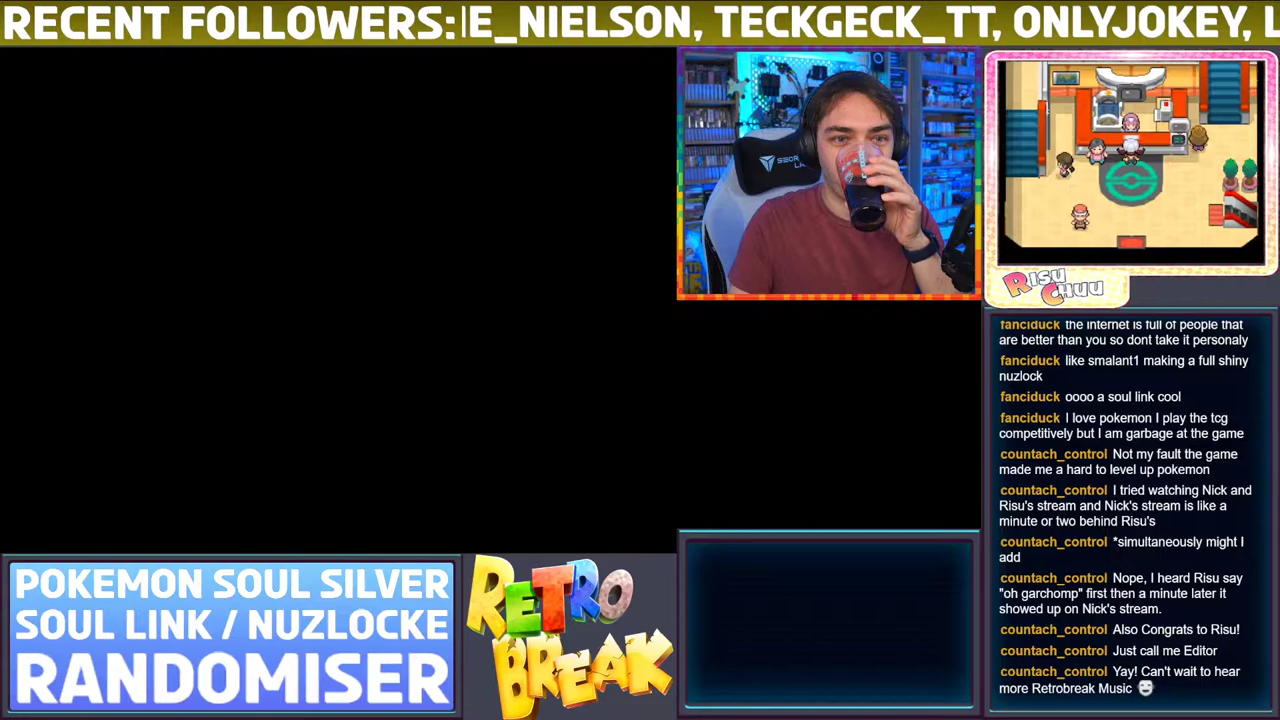 RECENT FOLLOWERS: IE_NIELSON, TECKGECK_TT, ONLYJOKEY, L
RISU
CHUU
fanciduck the internet is full of people that
are better than you so dont take it personaly
fanciduck like smalant1 making a full shiny
nuzlock
fanciduck oooo a soul link cool
fanciduck I love pokemon I play the tcg
competitively but I am garbage at the game
countach_control Not my fault the game
made me a hard to level up pokemon
countach_control I tried watching Nick and
Risu's stream and Nick's stream is like a
minute or two behind Risu's
countach_control *simultaneously might I
add
countach_control Nope, I heard Risu say
"oh garchomp" first then a minute later it
showed up on Nick's stream.
countach_control Also Congrats to Risu!
countach_control Just call me Editor
countach_control Yay! Can't wait to hear
more Retrobreak Music
POKEMON SOUL SILVER
SOUL LINK / NUZLOCKE
RANDOMISER
RETRO
BREAK